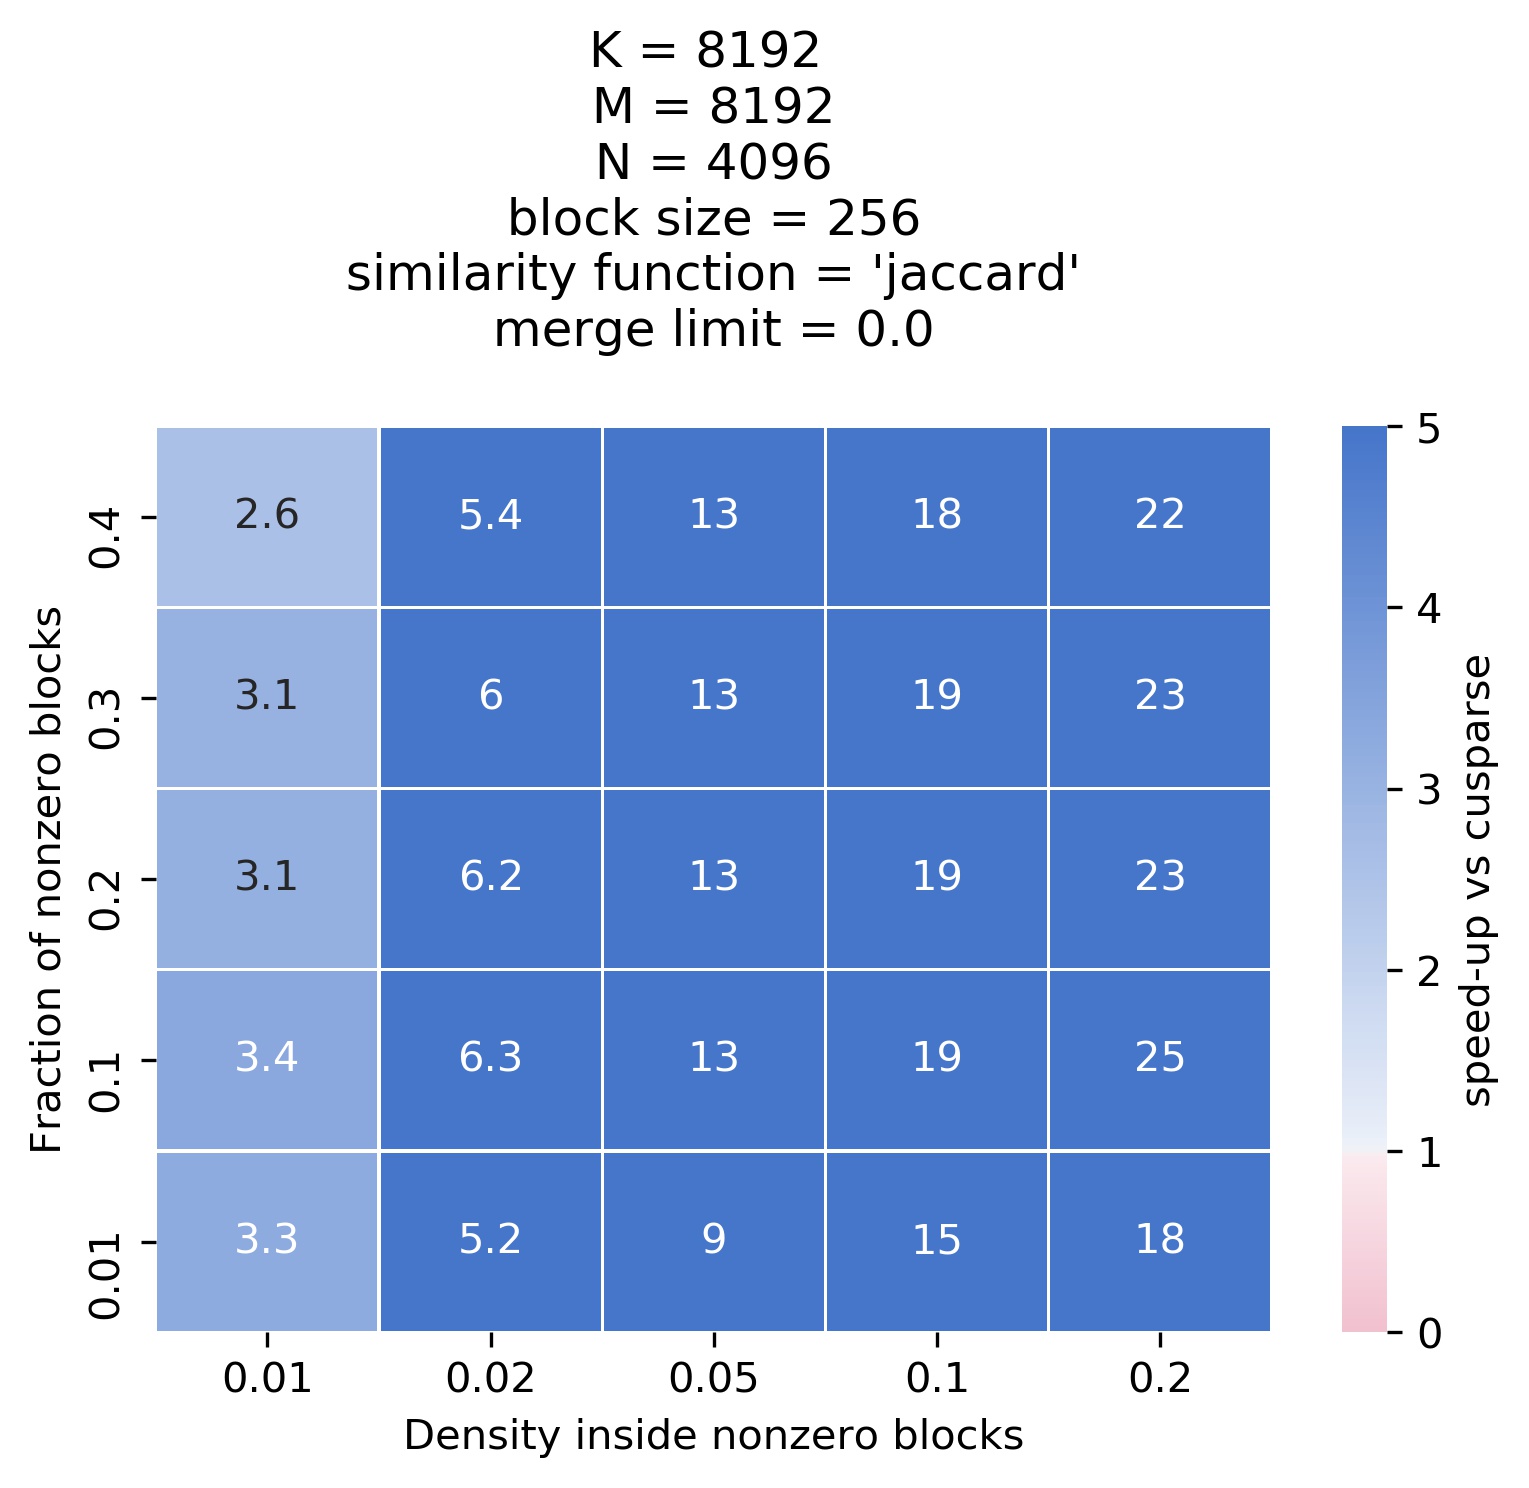 K = 8192
M = 8192
N = 4096
block size = 256
similarity function = 'jaccard'
merge limit = 0.0
Fraction of nonzero blocks
0.4 2.6 5.4 13 18 22
0.3 3.1 6 13 19 23
0.2 3.1 6.2 13 19 23
0.1 3.4 6.3 13 19 25
0.01 3.3 5.2 9 15 18
0.01 0.02 0.05 0.1 0.2
Density inside nonzero blocks
5
4
3
2
1
0
speed-up vs cusparse